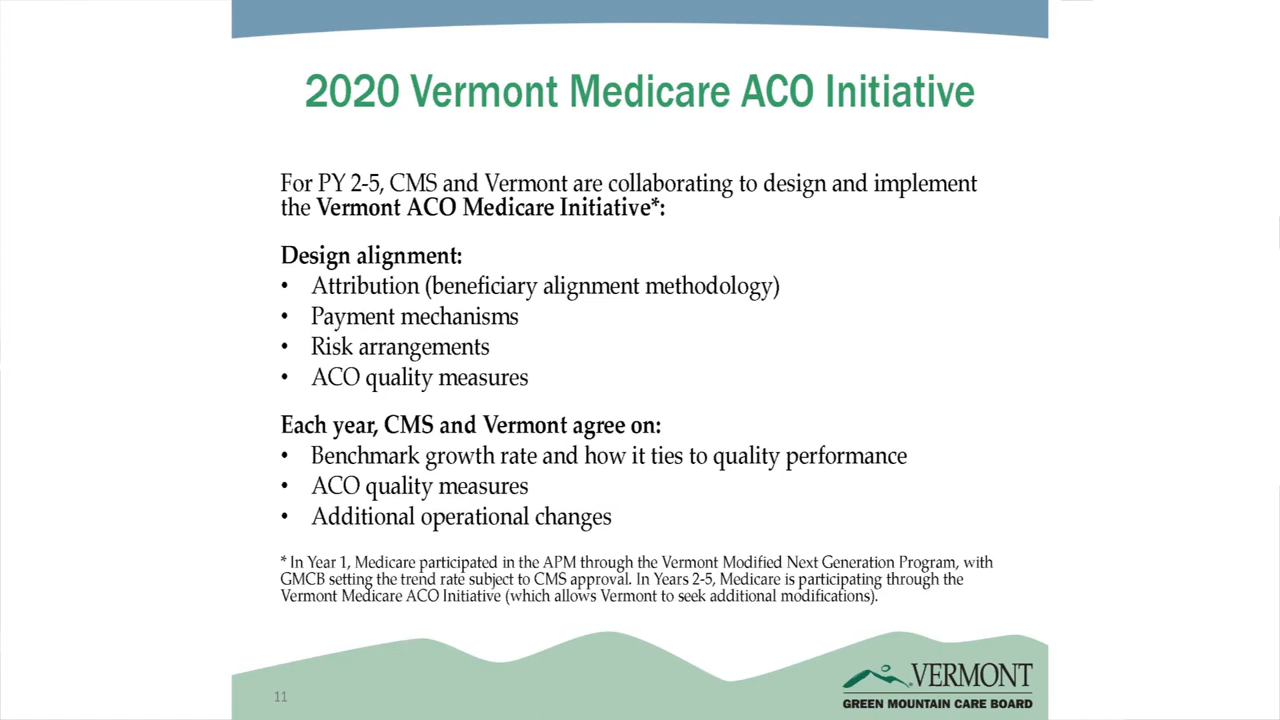 2020 Vermont Medicare ACO Initiative
For PY 2-5, CMS and Vermont are collaborating to design and implement
the Vermont ACO Medicare Initiative*:
Design alignment:
• Attribution (beneficiary alignment methodology)
• Payment mechanisms
• Risk arrangements
• ACO quality measures
Each year, CMS and Vermont agree on:
• Benchmark growth rate and how it ties to quality performance
• ACO quality measures
• Additional operational changes
* In Year 1, Medicare participated in the APM through the Vermont Modified Next Generation Program, with
GMCB setting the trend rate subject to CMS approval. In Years 2-5, Medicare is participating through the
Vermont Medicare ACO Initiative (which allows Vermont to seek additional modifications).
11
VERMONT
GREEN MOUNTAIN CARE BOARD